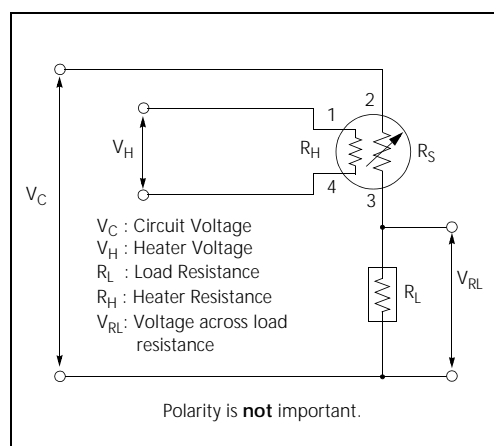 1
2
V_H
R_H
R_S
4
3
V_C
V_C : Circuit Voltage
V_H : Heater Voltage
R_L : Load Resistance
R_H : Heater Resistance
V_RL: Voltage across load
resistance
R_L
V_RL
Polarity is not important.